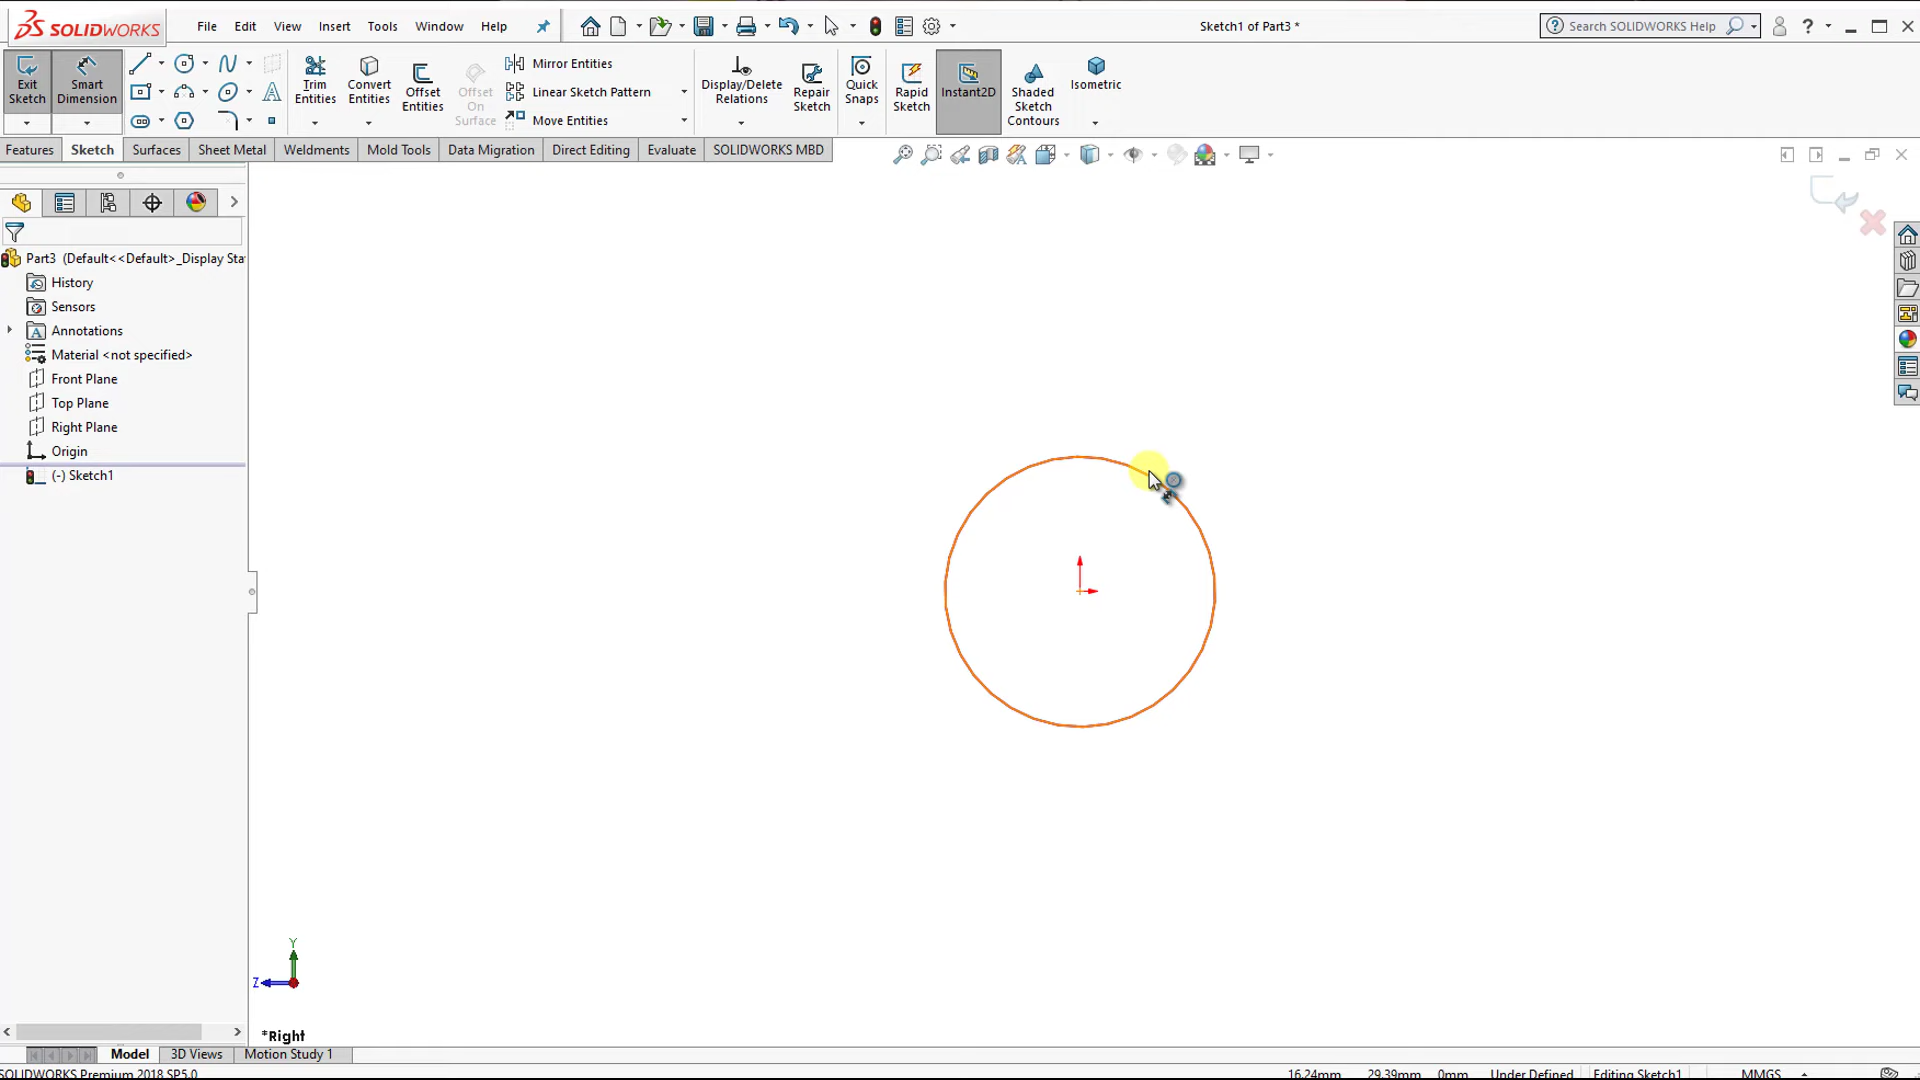 SOLIDWORKS File Edit View Insert Tools Window Help Sketch1 of Part3 * Search SOLIDWORKS Help ?
Exit Sketch Smart Dimension Trim Entities Convert Entities Offset Entities Offset On Surface Mirror Entities Linear Sketch Pattern Move Entities Display/Delete Relations Repair Sketch Quick Snaps Rapid Sketch Instant2D Shaded Sketch Contours Isometric
Features Sketch Surfaces Sheet Metal Weldments Mold Tools Data Migration Direct Editing Evaluate SOLIDWORKS MBD
Part3 (Default<<Default>_Display Sta
History
Sensors
A Annotations
Material <not specified>
Front Plane
Top Plane
Right Plane
Origin
(-) Sketch1
Y
Z
*Right
Model 3D Views Motion Study 1
SOLIDWORKS Premium 2018 SP5.0 16.24mm 29.39mm 0mm Under Defined Editing Sketch1 MMGS